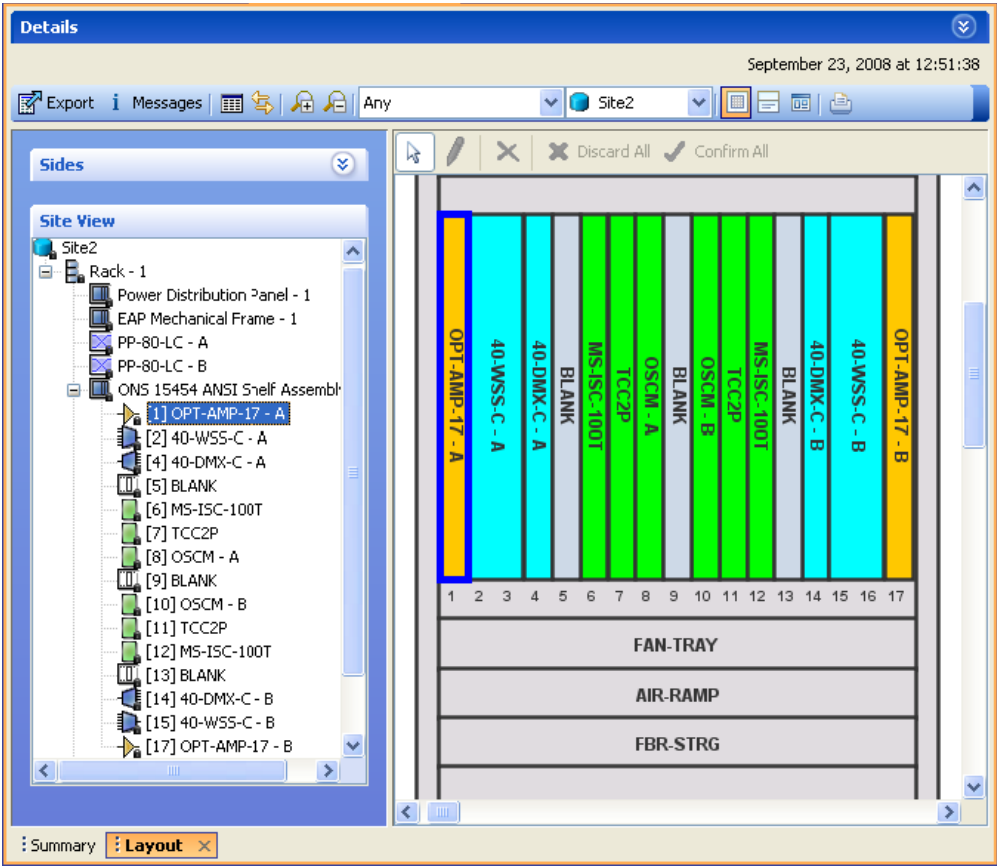 Details
September 23, 2008 at 12:51:38
Export i Messages Any Site2
Discard All Confirm All
Sides
Site View
Site2
Rack - 1
Power Distribution Panel - 1
EAP Mechanical Frame - 1
PP-80-LC - A
PP-80-LC - B
ONS 15454 ANSI Shelf Assembl
[1] OPT-AMP-17 - A
[2] 40-WSS-C - A
[4] 40-DMX-C - A
[5] BLANK
[6] MS-ISC-100T
[7] TCC2P
[8] OSCM - A
[9] BLANK
[10] OSCM - B
[11] TCC2P
[12] MS-ISC-100T
[13] BLANK
[14] 40-DMX-C - B
[15] 40-WSS-C - B
[17] OPT-AMP-17 - B
OPT-AMP-17 - A
40-WSS-C - A
40-DMX-C - A
BLANK
MS-ISC-100T
TCC2P
OSCM - A
BLANK
OSCM - B
TCC2P
MS-ISC-100T
BLANK
40-DMX-C - B
40-WSS-C - B
OPT-AMP-17 - B
1 2 3 4 5 6 7 8 9 10 11 12 13 14 15 16 17
FAN-TRAY
AIR-RAMP
FBR-STRG
Summary Layout